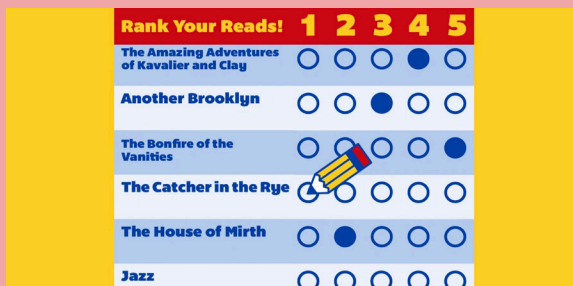 Rank Your Reads! 1 2 3 4 5
The Amazing Adventures
of Kavalier and Clay
Another Brooklyn
The Bonfire of the
Vanities
The Catcher in the Rye
The House of Mirth
Jazz